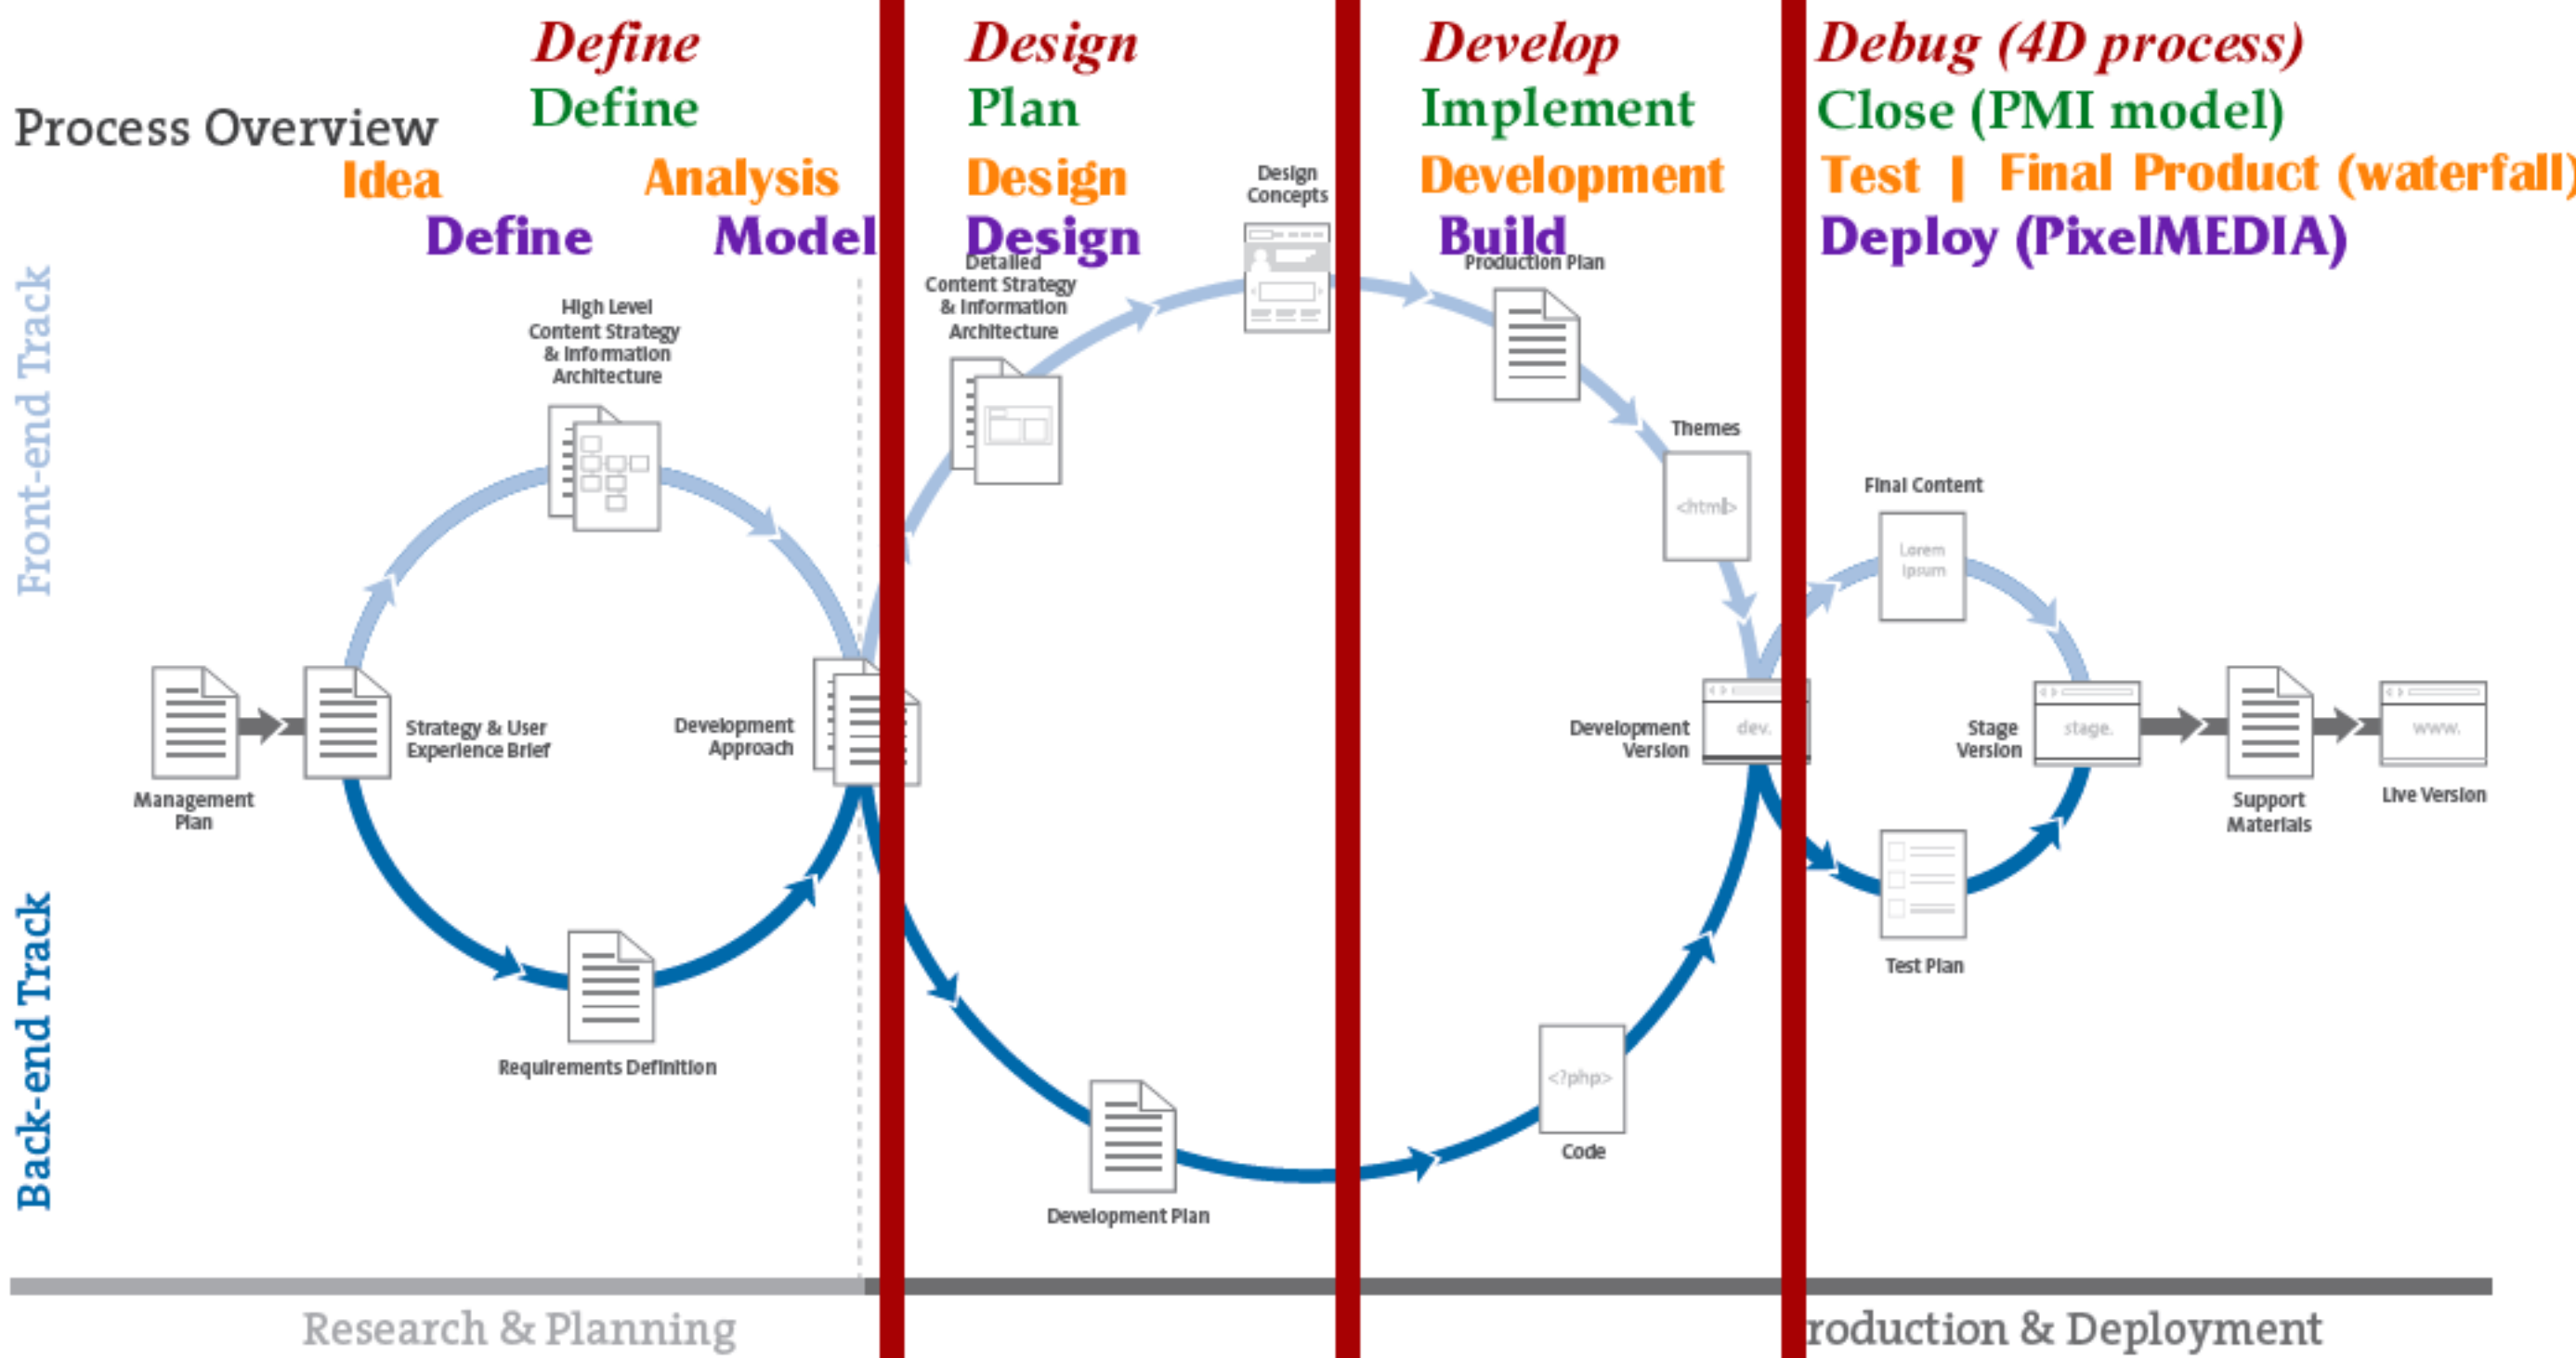 Define
Design
Develop
Debug (4D process)
Define
Plan
Implement
Close (PMI model)
Process Overview
Idea
Analysis
Design
Development
Test | Final Product (waterfall)
Define
Model
Design
Build
Deploy (PixelMEDIA)
Front-end Track
Back-end Track
High Level
Content Strategy
& Information
Architecture
Detailed
Content Strategy
& Information
Architecture
Design
Concepts
Production Plan
Themes
<html>
Final Content
Lorem
ipsum
Management
Plan
Strategy & User
Experience Brief
Development
Approach
Development
Version
dev.
Stage
Version
stage.
Support
Materials
www.
Live Version
Requirements Definition
Development Plan
<?php>
Code
Test Plan
Research & Planning
roduction & Deployment